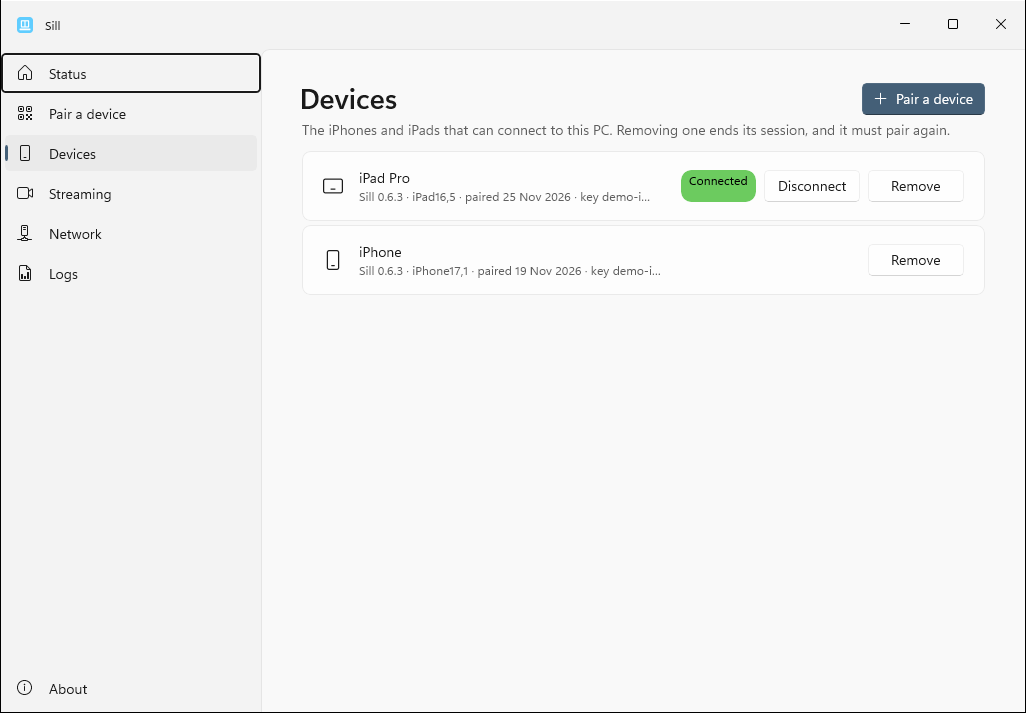 Sill
Status
Pair a device
Devices
Streaming
Network
Logs
About
Devices
Pair a device
The iPhones and iPads that can connect to this PC. Removing one ends its session, and it must pair again.
iPad Pro
Sill 0.6.3 · iPad16,5 · paired 25 Nov 2026 · key demo-i...
Connected
Disconnect
Remove
iPhone
Sill 0.6.3 · iPhone17,1 · paired 19 Nov 2026 · key demo-i...
Remove